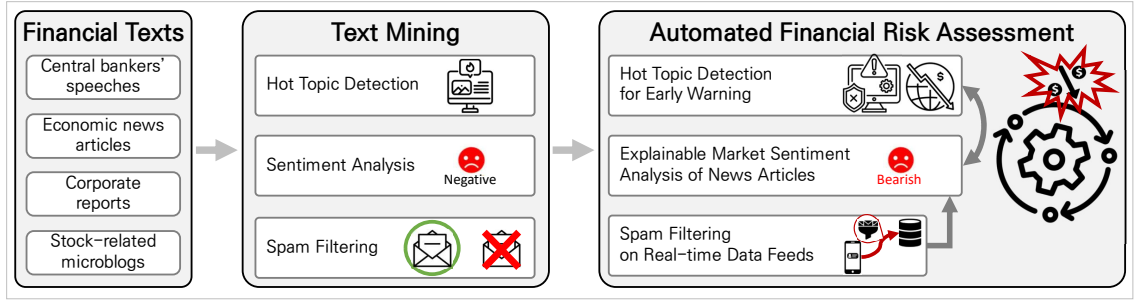 Financial Texts
Central bankers'
speeches
Economic news
articles
Corporate
reports
Stock-related
microblogs
Text Mining
Hot Topic Detection
Sentiment Analysis
Negative
Spam Filtering
Automated Financial Risk Assessment
Hot Topic Detection
for Early Warning
$
Explainable Market Sentiment
Analysis of News Articles
Bearish
Spam Filtering
on Real-time Data Feeds
$
$